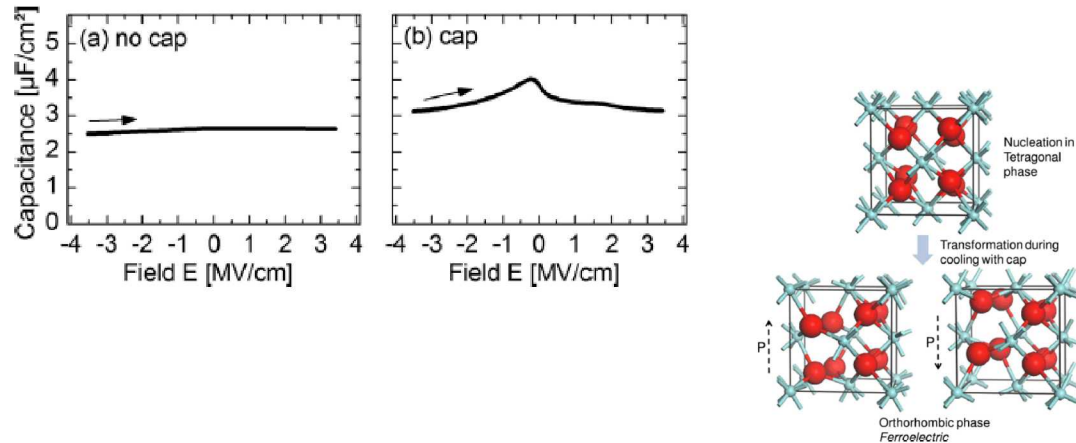 (a) no cap
(b) cap
Capacitance [µF/cm²]
5
4
3
2
1
0
-4 -3 -2 -1 0 1 2 3 4
-4 -3 -2 -1 0 1 2 3 4
Field E [MV/cm]
Field E [MV/cm]
Nucleation in
Tetragonal
phase
Transformation during
cooling with cap
P
P
Orthorhombic phase
Ferroelectric